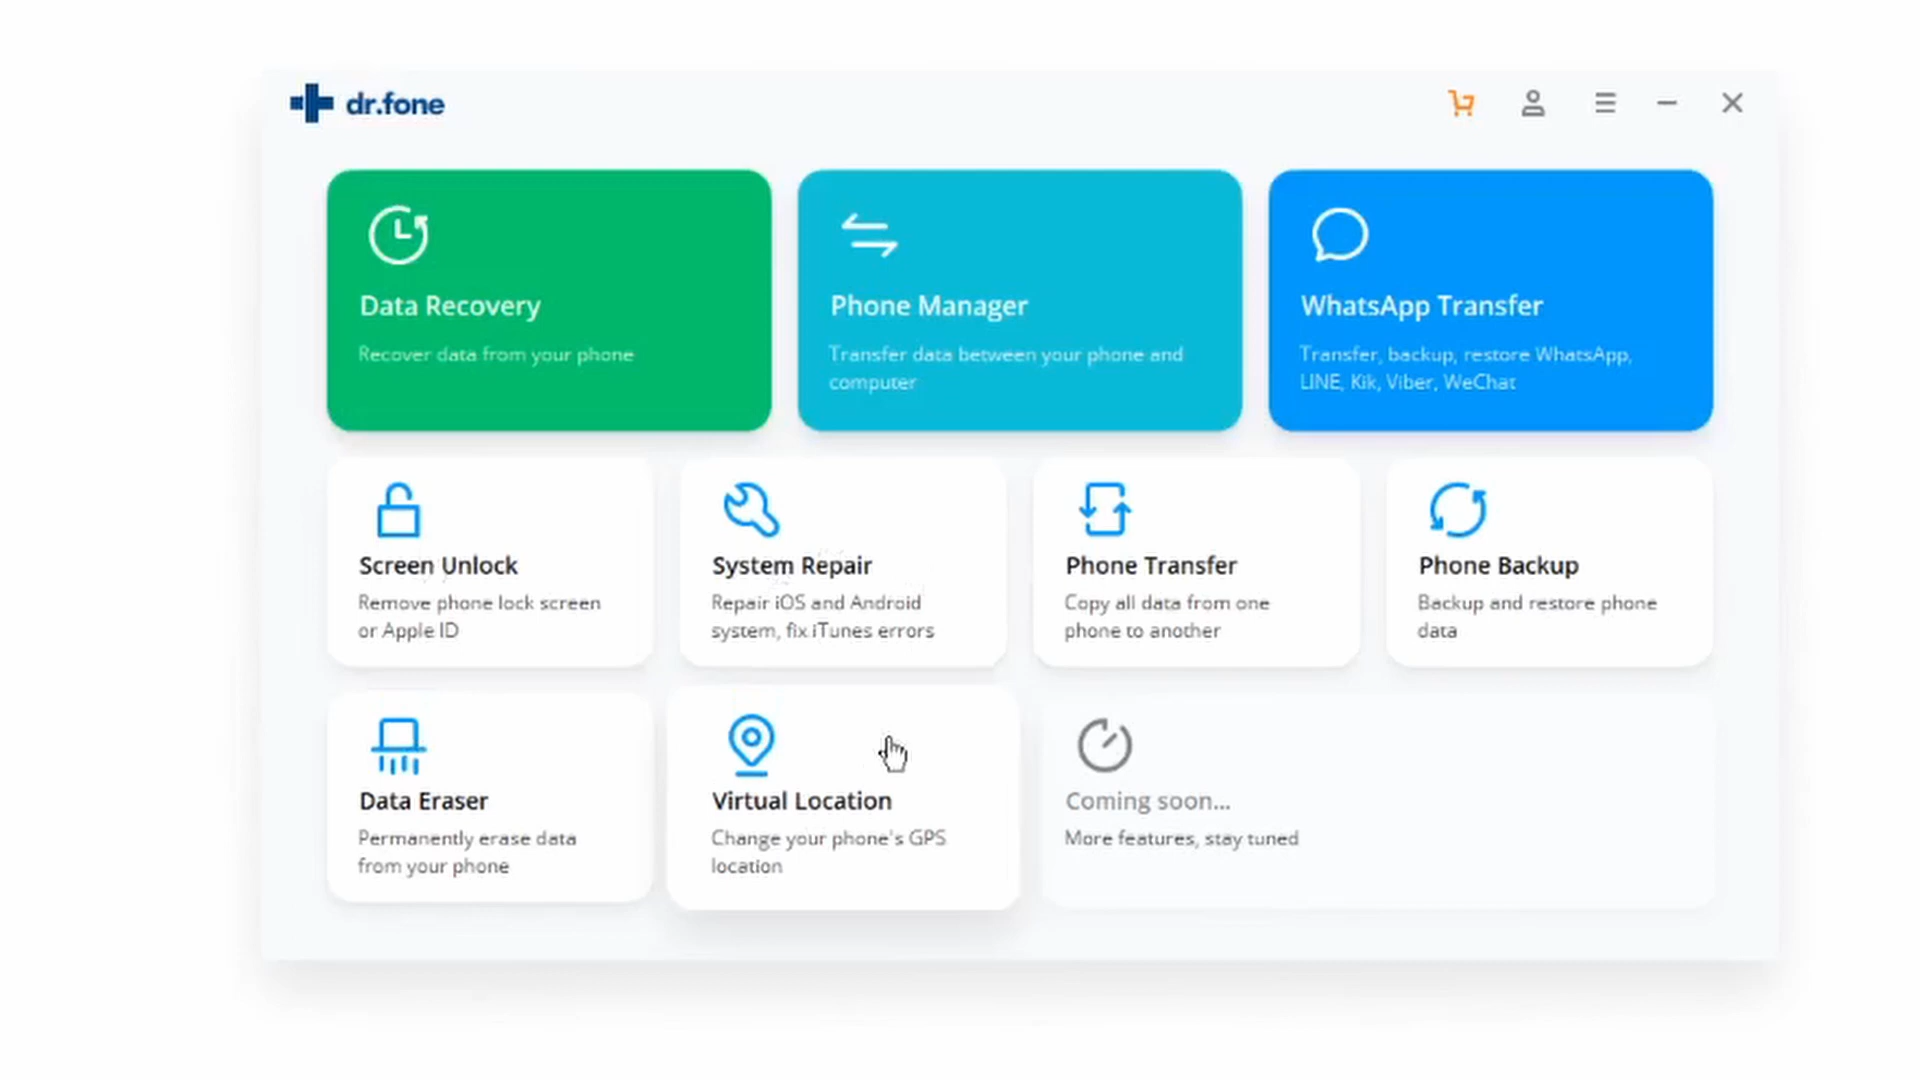 dr.fone
Data Recovery
Recover data from your phone
Phone Manager
Transfer data between your phone and
computer
WhatsApp Transfer
Transfer, backup, restore WhatsApp,
LINE, Kik, Viber, WeChat
Screen Unlock
Remove phone lock screen
or Apple ID
System Repair
Repair iOS and Android
system, fix iTunes errors
Phone Transfer
Copy all data from one
phone to another
Phone Backup
Backup and restore phone
data
Data Eraser
Permanently erase data
from your phone
Virtual Location
Change your phone's GPS
location
Coming soon...
More features, stay tuned